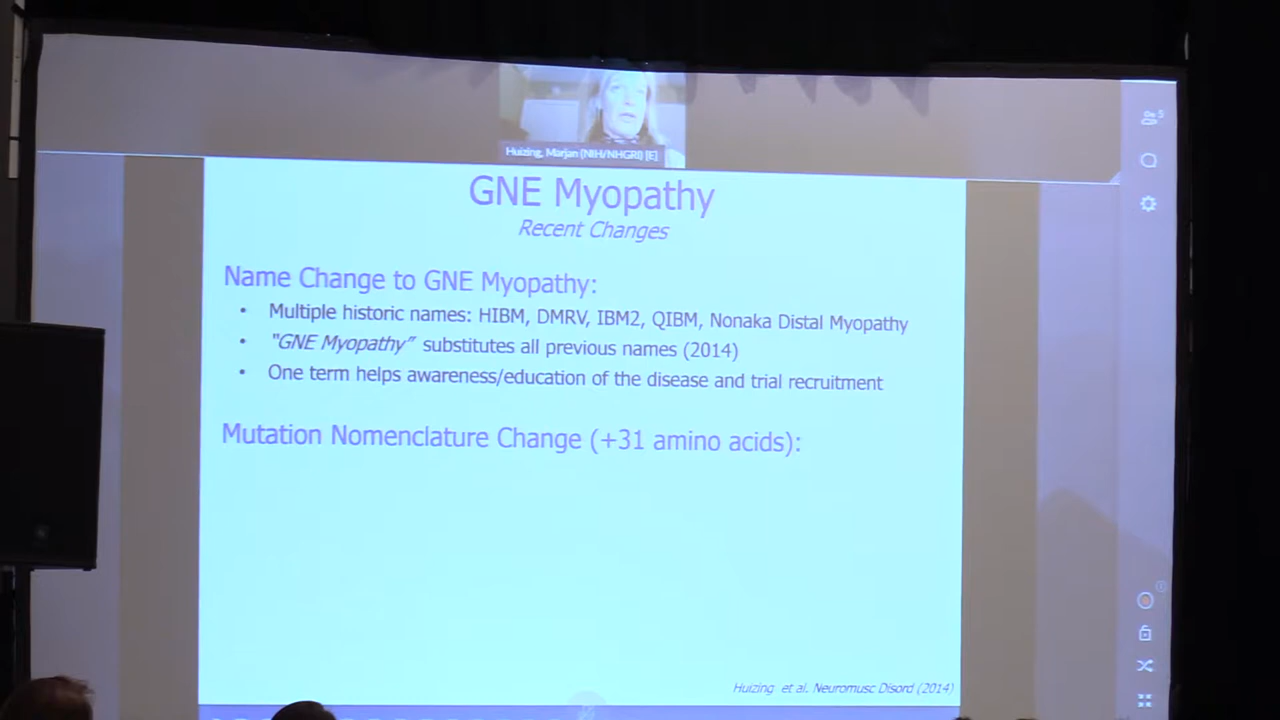 Huizing, Marjan (NIH/NHGRI) [E]
GNE Myopathy
Recent Changes
Name Change to GNE Myopathy:
• Multiple historic names: HIBM, DMRV, IBM2, QIBM, Nonaka Distal Myopathy
• "GNE Myopathy" substitutes all previous names (2014)
• One term helps awareness/education of the disease and trial recruitment
Mutation Nomenclature Change (+31 amino acids):
Huizing et al. Neuromusc Disord (2014)